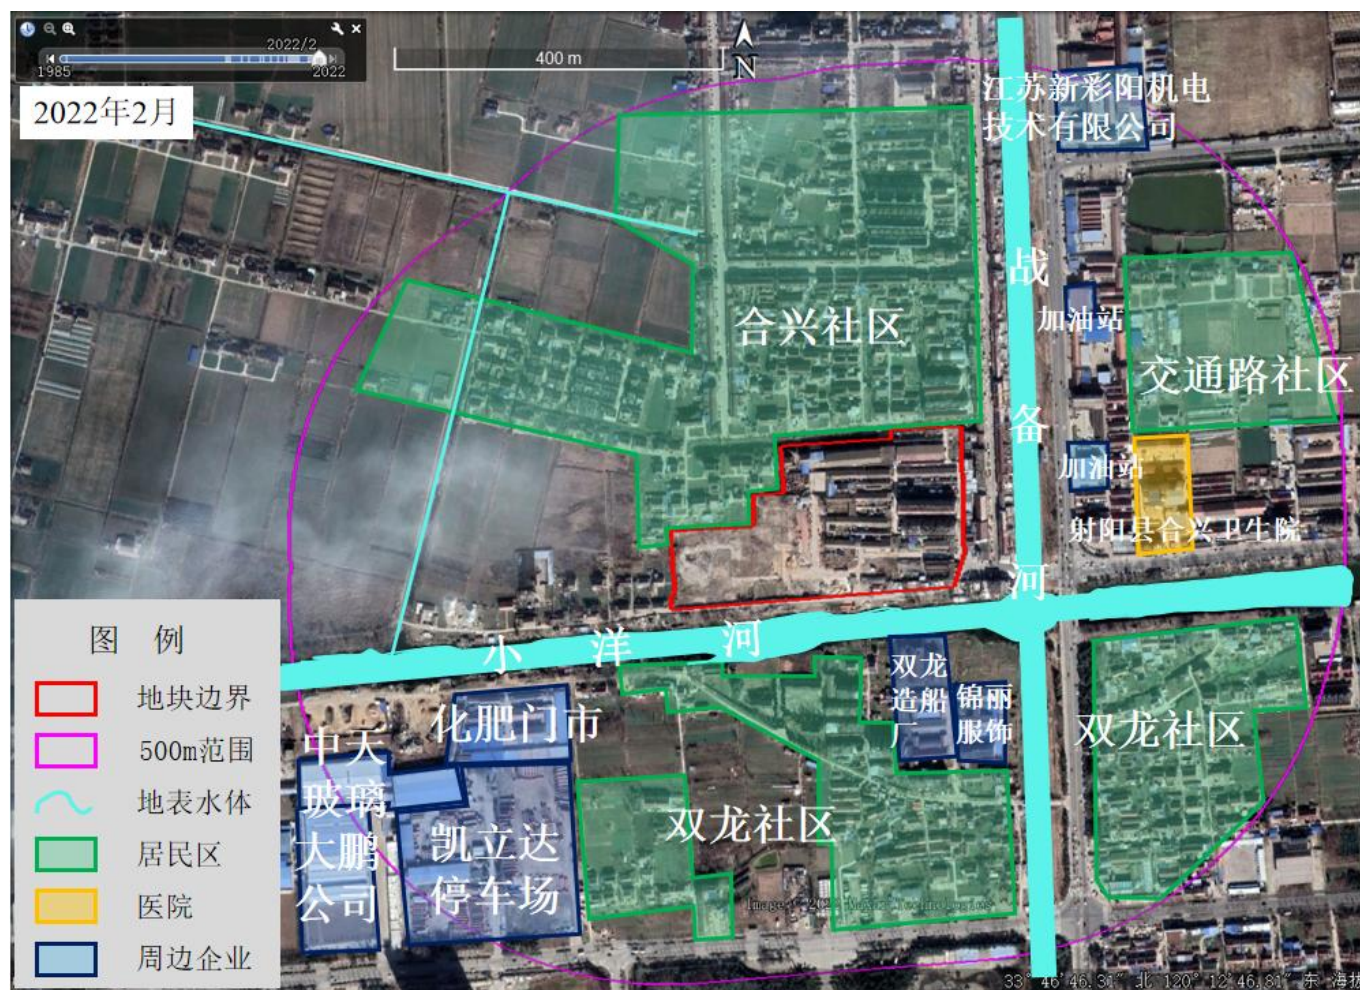 2022/2
1985
2022
2022年2月
400 m
N
江苏新彩阳机电
技术有限公司
战
备
河
加油站
合兴社区
交通路社区
加油站
射阳县合兴卫生院
小 洋 河
双龙
造船
厂
锦丽
服饰
双龙社区
化肥门市
中天
玻璃
大鹏
公司
凯立达
停车场
双龙社区
图 例
地块边界
500m范围
地表水体
居民区
医院
周边企业
33° 46′46.31″ 北 120° 12′46.81″ 东 海拔